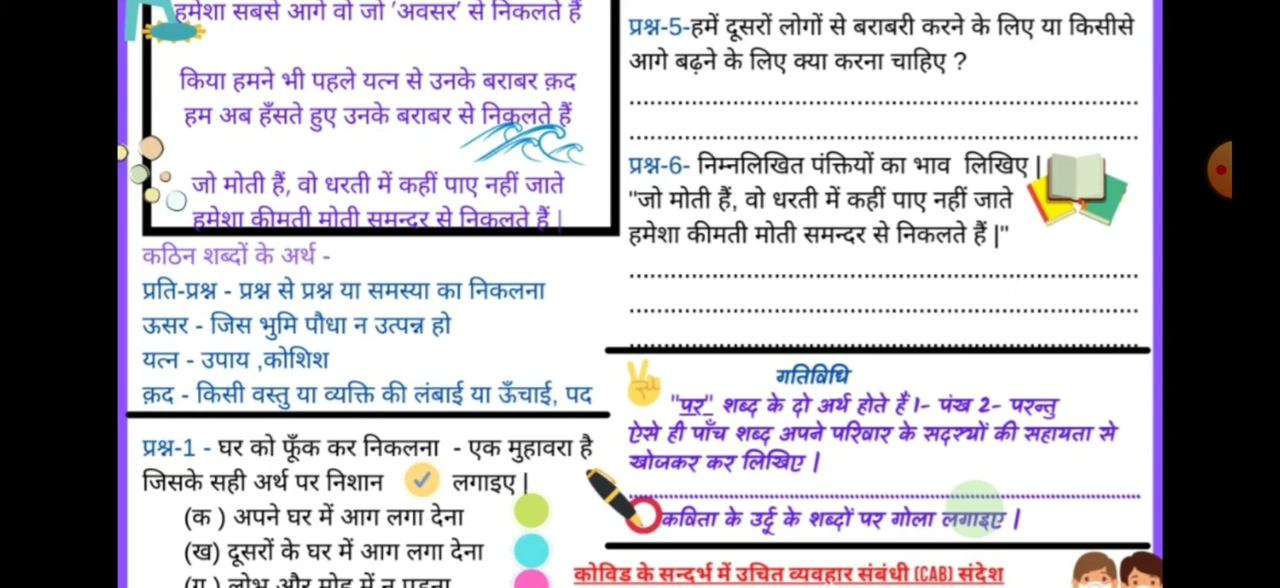 हमेशा सबसे आगे वो जो 'अवसर' से निकलते हैं
किया हमने भी पहले यत्न से उनके बराबर क़द
हम अब हँसते हुए उनके बराबर से निकलते हैं
जो मोती हैं, वो धरती में कहीं पाए नहीं जाते
हमेशा कीमती मोती समन्दर से निकलते हैं |
कठिन शब्दों के अर्थ -
प्रति-प्रश्न - प्रश्न से प्रश्न या समस्या का निकलना
ऊसर - जिस भुमि पौधा न उत्पन्न हो
यत्न - उपाय ,कोशिश
क़द - किसी वस्तु या व्यक्ति की लंबाई या ऊँचाई, पद
प्रश्न-1 - घर को फूँक कर निकलना - एक मुहावरा है
जिसके सही अर्थ पर निशान लगाइए |
(क ) अपने घर में आग लगा देना
(ख) दूसरों के घर में आग लगा देना
(ग ) लोभ और मोह में न पड़ना
प्रश्न-5-हमें दूसरों लोगों से बराबरी करने के लिए या किसीसे
आगे बढ़ने के लिए क्या करना चाहिए ?
प्रश्न-6- निम्नलिखित पंक्तियों का भाव लिखिए |
"जो मोती हैं, वो धरती में कहीं पाए नहीं जाते
हमेशा कीमती मोती समन्दर से निकलते हैं |"
गतिविधि
"पर" शब्द के दो अर्थ होते हैं 1- पंख 2- परन्तु
ऐसे ही पाँच शब्द अपने परिवार के सदस्यों की सहायता से
खोजकर कर लिखिए |
कविता के उर्दू के शब्दों पर गोला लगाइए |
कोविड के सन्दर्भ में उचित व्यवहार संबंधी (CAB) संदेश